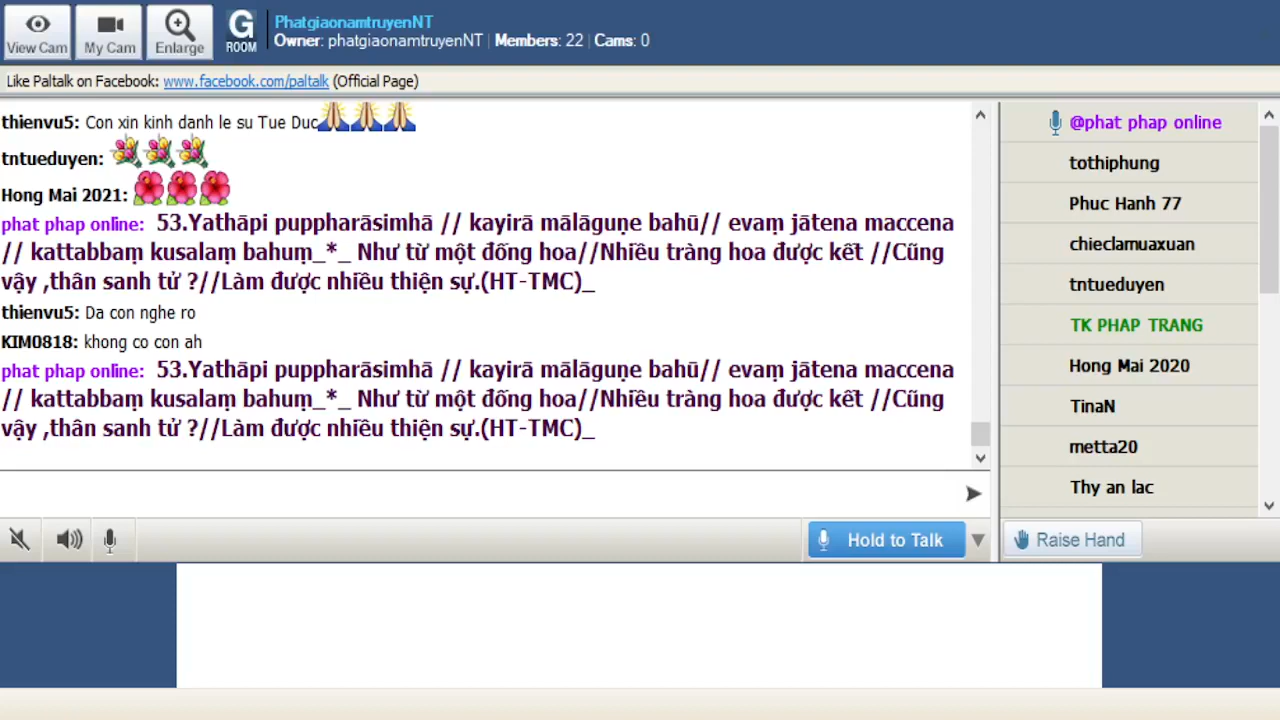 View Cam
My Cam
Enlarge
G
ROOM
PhatgiaonamtruyenNT
Owner: phatgiaonamtruyenNT | Members: 22 | Cams: 0
Like Paltalk on Facebook: www.facebook.com/paltalk (Official Page)
thienvu5: Con xin kinh danh le su Tue Duc
tntueduyen:
Hong Mai 2021:
phat phap online: 53.Yathāpi puppharāsimhā // kayirā mālāguṇe bahū// evaṃ jātena maccena
// kattabbaṃ kusalaṃ bahuṃ_*_ Như từ một đống hoa//Nhiều tràng hoa được kết //Cũng
vậy ,thân sanh tử ?//Làm được nhiều thiện sự.(HT-TMC)_
thienvu5: Da con nghe ro
KIM0818: khong co con ah
phat phap online: 53.Yathāpi puppharāsimhā // kayirā mālāguṇe bahū// evaṃ jātena maccena
// kattabbaṃ kusalaṃ bahuṃ_*_ Như từ một đống hoa//Nhiều tràng hoa được kết //Cũng
vậy ,thân sanh tử ?//Làm được nhiều thiện sự.(HT-TMC)_
@phat phap online
tothiphung
Phuc Hanh 77
chieclamuaxuan
tntueduyen
TK PHAP TRANG
Hong Mai 2020
TinaN
metta20
Thy an lac
Hold to Talk
Raise Hand